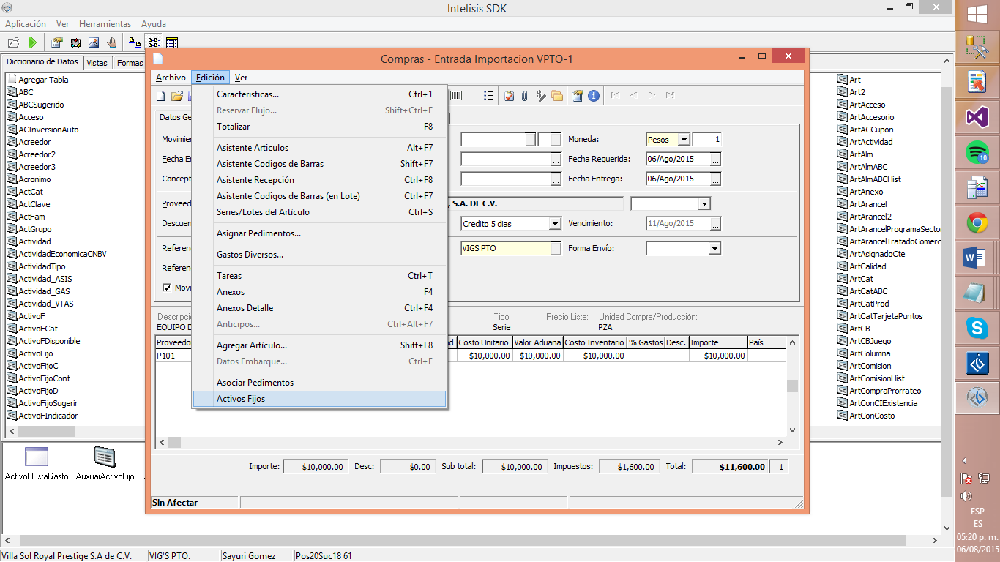 Intelisis SDK
Aplicación Ver Herramientas Ayuda
Diccionario de Datos Vistas Formas
Agregar Tabla
ABC
ABCSugerido
Acceso
ACInversionAuto
Acreedor
Acreedor2
Acreedor3
Acronimo
ActCat
ActClave
ActFam
ActGrupo
Actividad
ActividadEconomicaCNBV
ActividadTipo
Actividad_ASIS
Actividad_GAS
Actividad_VTAS
ActivoF
ActivoFCat
ActivoFDisponible
ActivoFijo
ActivoFijoC
ActivoFijoCont
ActivoFijoD
ActivoFijoSugerir
ActivoFIndicador
ActivoFListaGasto AuxiliarActivoFijo
Compras - Entrada Importacion VPTO-1
Archivo Edición Ver
Caracteristicas... Ctrl+1
Reservar Flujo... Shift+Ctrl+F
Totalizar F8
Asistente Articulos Alt+F7
Asistente Codigos de Barras Shift+F7
Asistente Recepción Ctrl+F8
Asistente Codigos de Barras (en Lote) Ctrl+F7
Series/Lotes del Artículo Ctrl+S
Asignar Pedimentos...
Gastos Diversos...
Tareas Ctrl+T
Anexos F4
Anexos Detalle Ctrl+F4
Anticipos... Ctrl+Alt+F7
Agregar Artículo... Shift+F8
Datos Embarque... Ctrl+E
Asociar Pedimentos
Activos Fijos
Datos Ge
Movimie Moneda: Pesos 1
Fecha E Fecha Requerida: 06/Ago/2015
Concept Fecha Entrega: 06/Ago/2015
Proveed , S.A. DE C.V.
Descuen Credito 5 dias Vencimiento: 11/Ago/2015
Referen VIGS PTO Forma Envío:
Referen
Movi
Descripci Tipo: Precio Lista: Unidad Compra/Producción:
EQUIPO D Serie PZA
Proveedor d Costo Unitario Valor Aduana Costo Inventario % Gastos Desc. Importe País
P101 $10,000.00 $10,000.00 $10,000.00 $10,000.00
Importe: $10,000.00 Desc: $0.00 Sub total: $10,000.00 Impuestos: $1,600.00 Total: $11,600.00 1
Sin Afectar
Art
Art2
ArtAcceso
ArtAccesorio
ArtACCupon
ArtActividad
ArtAlm
ArtAlmABC
ArtAlmABCHist
ArtAnexo
ArtArancel
ArtArancel2
ArtArancelProgramaSecto
ArtArancelTratadoComerc
ArtAsignadoCte
ArtCalidad
ArtCat
ArtCatABC
ArtCatProd
ArtCatTarjetaPuntos
ArtCB
ArtCBJuego
ArtColumna
ArtComision
ArtComisionHist
ArtCompraProrrateo
ArtConCIExistencia
ArtConCosto
Villa Sol Royal Prestige S.A de C.V. VIG'S PTO. Sayuri Gomez Pos20Suc18 61
10
ESP
ES
05:20 p. m.
06/08/2015